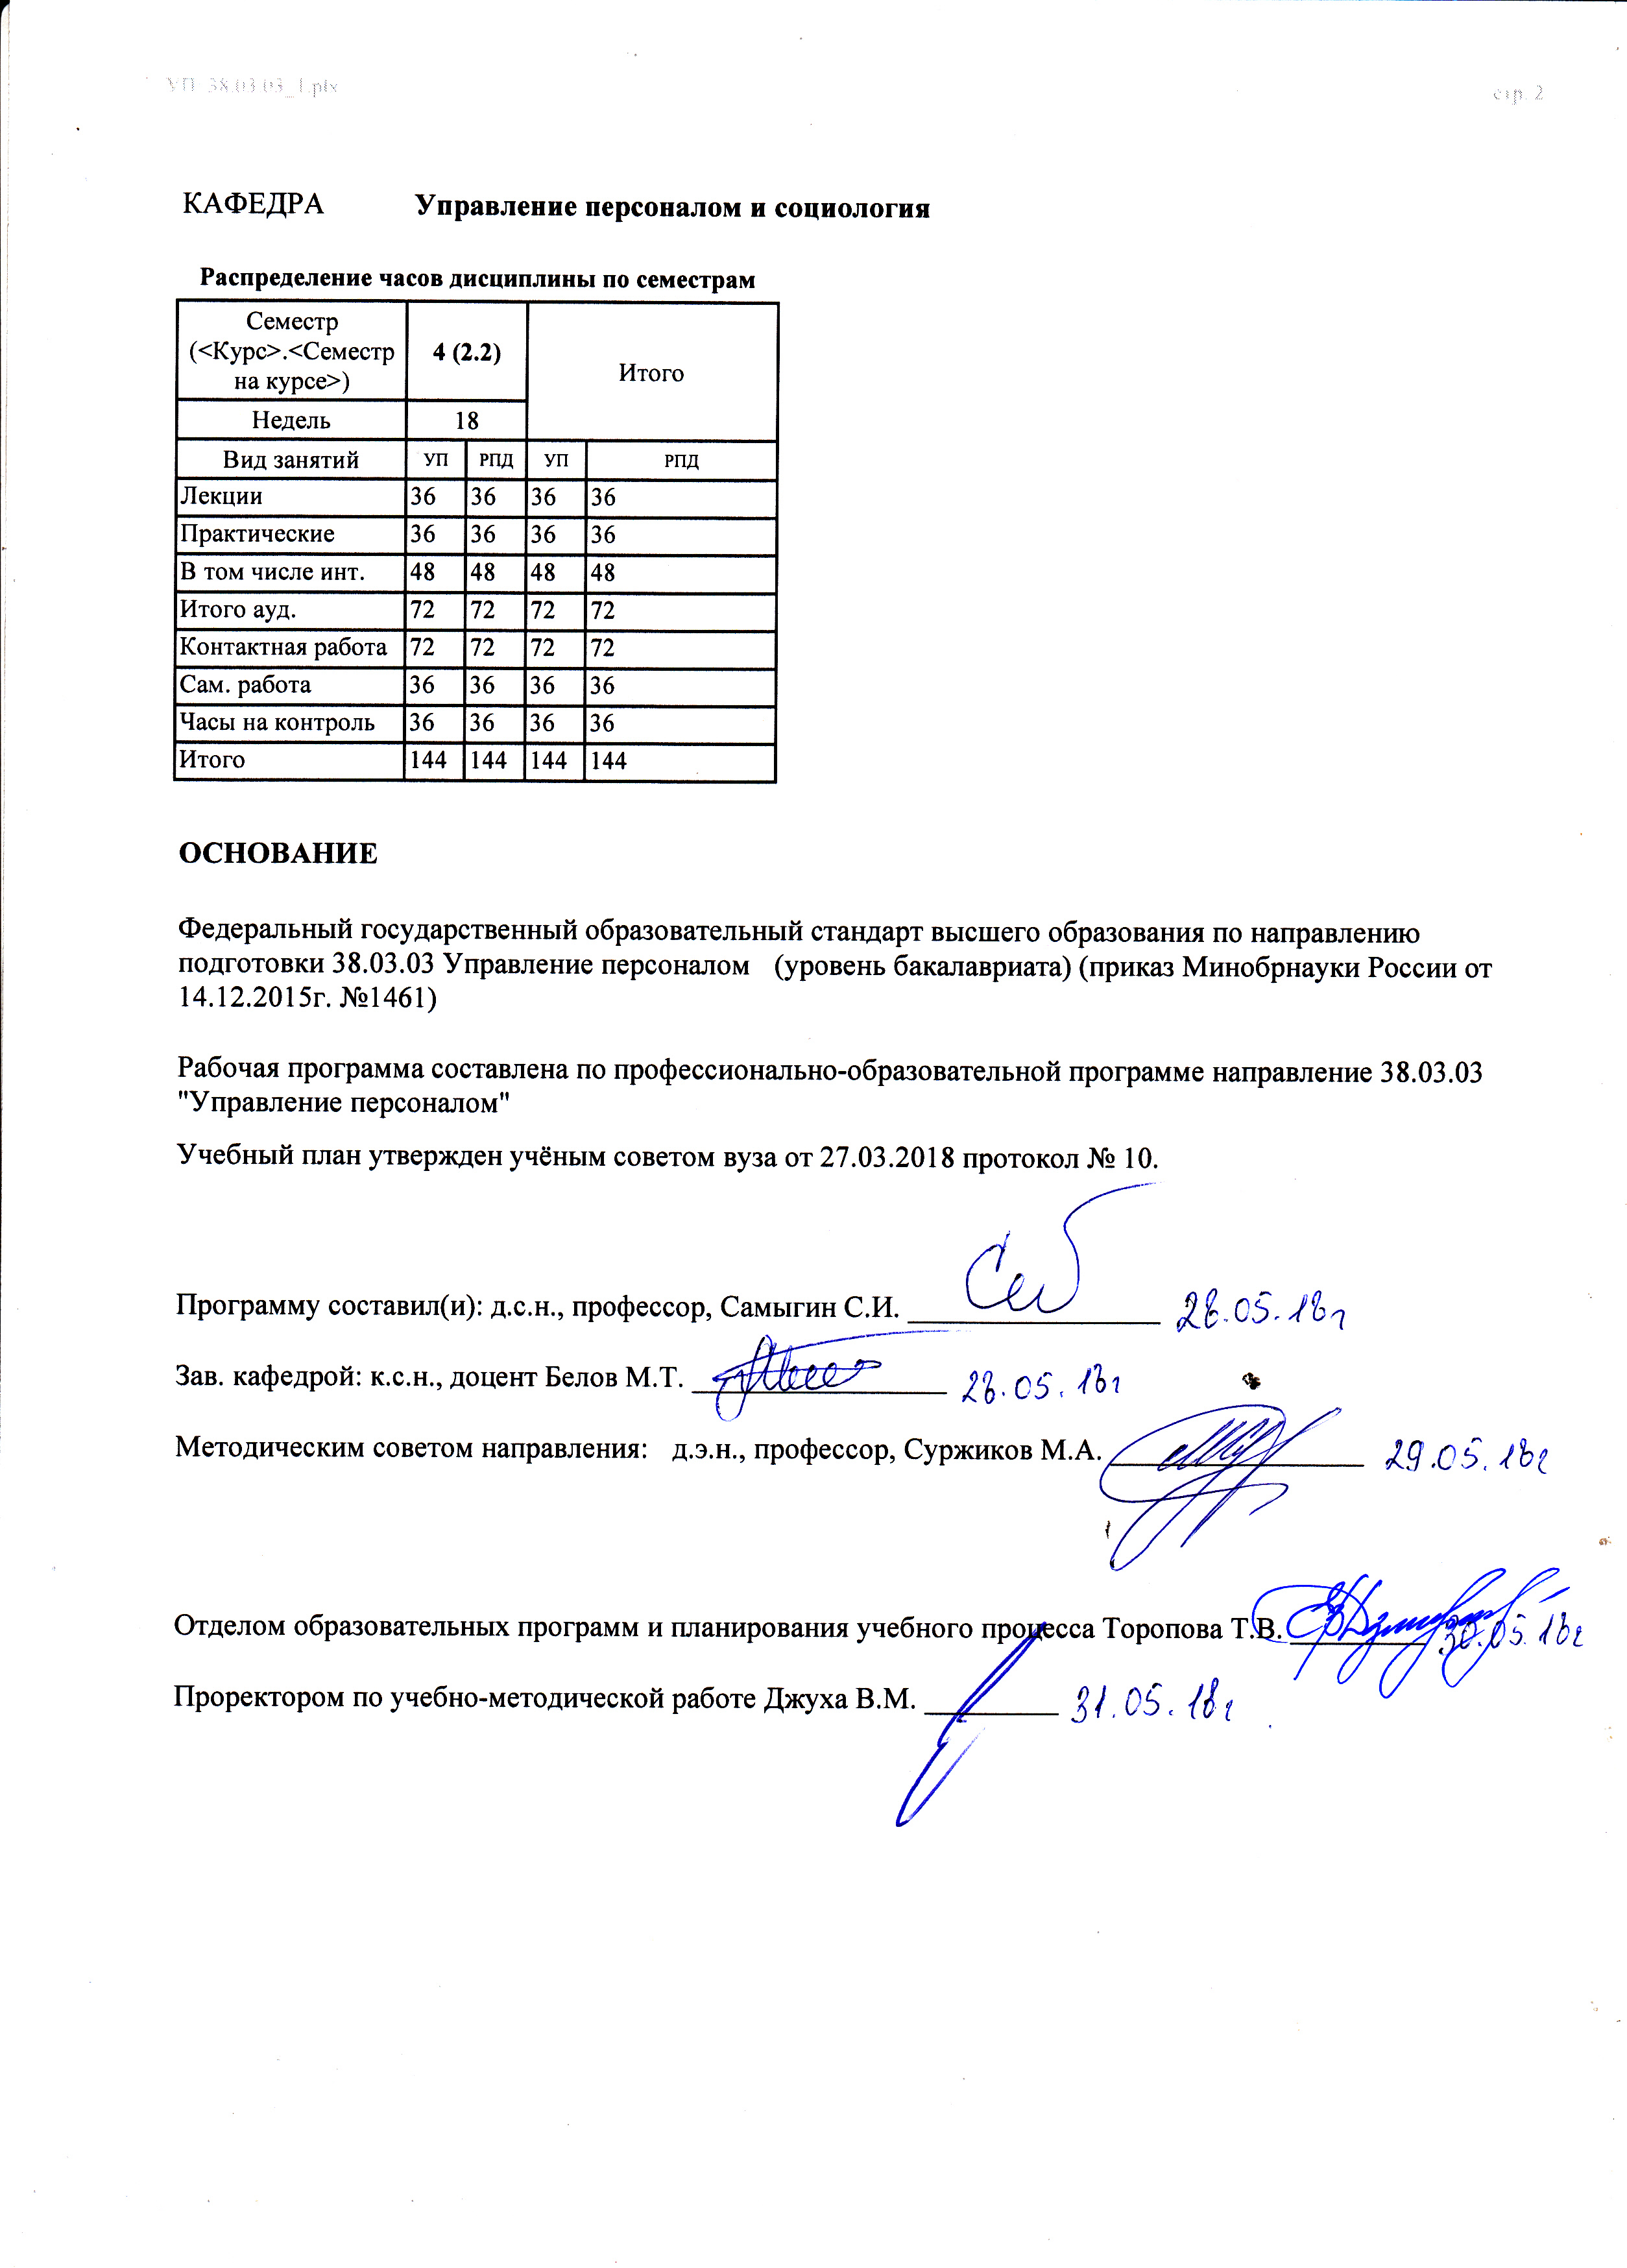 УП: 38.03.03_1.plx
стр. 2
КАФЕДРА Управление персоналом и социология
Распределение часов дисциплины по семестрам
Семестр
(<Курс>.<Семестр
на курсе>)
4 (2.2)
Итого
Недель 18
Вид занятий УП РПД УП РПД
Лекции 36 36 36 36
Практические 36 36 36 36
В том числе инт. 48 48 48 48
Итого ауд. 72 72 72 72
Контактная работа 72 72 72 72
Сам. работа 36 36 36 36
Часы на контроль 36 36 36 36
Итого 144 144 144 144
ОСНОВАНИЕ
Федеральный государственный образовательный стандарт высшего образования по направлению
подготовки 38.03.03 Управление персоналом (уровень бакалавриата) (приказ Минобрнауки России от
14.12.2015г. №1461)
Рабочая программа составлена по профессионально-образовательной программе направление 38.03.03
"Управление персоналом"
Учебный план утвержден учёным советом вуза от 27.03.2018 протокол № 10.
Программу составил(и): д.с.н., профессор, Самыгин С.И. 28.05.18г
Зав. кафедрой: к.с.н., доцент Белов М.Т. 28.05.18г
Методическим советом направления: д.э.н., профессор, Суржиков М.А. 29.05.18г
Отделом образовательных программ и планирования учебного процесса Торопова Т.В. 30.05.18г
Проректором по учебно-методической работе Джуха В.М. 31.05.18г